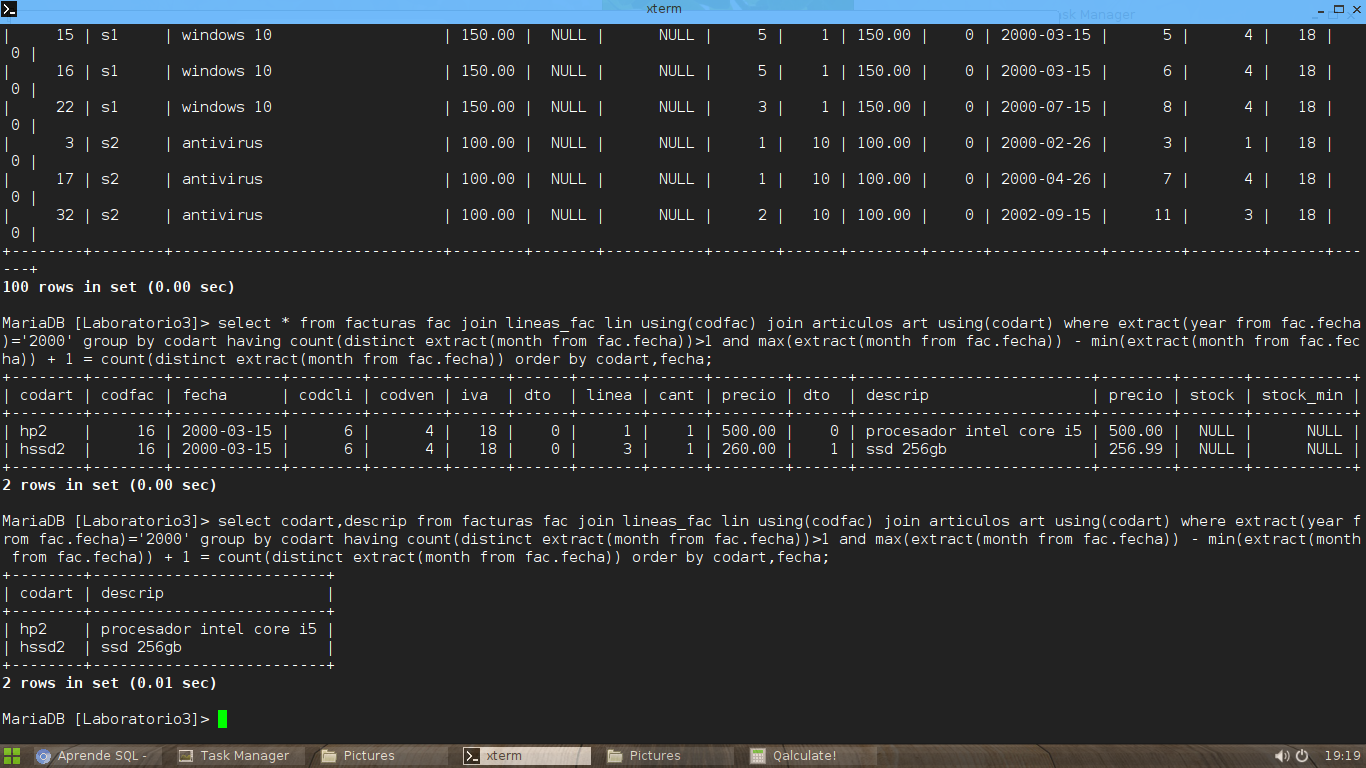 xterm
ask Manager
|     15 | s1     | windows 10                   | 150.00 |  NULL |      NULL |     5 |    1 | 150.00 |    0 | 2000-03-15 |      5 |      4 |   18 |
 0 |
|     16 | s1     | windows 10                   | 150.00 |  NULL |      NULL |     5 |    1 | 150.00 |    0 | 2000-03-15 |      6 |      4 |   18 |
 0 |
|     22 | s1     | windows 10                   | 150.00 |  NULL |      NULL |     3 |    1 | 150.00 |    0 | 2000-07-15 |      8 |      4 |   18 |
 0 |
|      3 | s2     | antivirus                    | 100.00 |  NULL |      NULL |     1 |   10 | 100.00 |    0 | 2000-02-26 |      3 |      1 |   18 |
 0 |
|     17 | s2     | antivirus                    | 100.00 |  NULL |      NULL |     1 |   10 | 100.00 |    0 | 2000-04-26 |      7 |      4 |   18 |
 0 |
|     32 | s2     | antivirus                    | 100.00 |  NULL |      NULL |     2 |   10 | 100.00 |    0 | 2002-09-15 |     11 |      3 |   18 |
 0 |
+--------+--------+------------------------------+--------+-------+-----------+-------+------+--------+------+------------+--------+--------+------+---
---+
100 rows in set (0.00 sec)
MariaDB [Laboratorio3]> select * from facturas fac join lineas_fac lin using(codfac) join articulos art using(codart) where extract(year from fac.fecha
)='2000' group by codart having count(distinct extract(month from fac.fecha))>1 and max(extract(month from fac.fecha)) - min(extract(month from fac.fec
ha)) + 1 = count(distinct extract(month from fac.fecha)) order by codart,fecha;
+--------+--------+------------+--------+--------+------+------+-------+------+--------+------+--------------------------+--------+-------+-----------+
| codart | codfac | fecha      | codcli | codven | iva  | dto  | linea | cant | precio | dto  | descrip                  | precio | stock | stock_min |
+--------+--------+------------+--------+--------+------+------+-------+------+--------+------+--------------------------+--------+-------+-----------+
| hp2    |     16 | 2000-03-15 |      6 |      4 |   18 |    0 |     1 |    1 | 500.00 |    0 | procesador intel core i5 | 500.00 |  NULL |      NULL |
| hssd2  |     16 | 2000-03-15 |      6 |      4 |   18 |    0 |     3 |    1 | 260.00 |    1 | ssd 256gb                | 256.99 |  NULL |      NULL |
+--------+--------+------------+--------+--------+------+------+-------+------+--------+------+--------------------------+--------+-------+-----------+
2 rows in set (0.00 sec)
MariaDB [Laboratorio3]> select codart,descrip from facturas fac join lineas_fac lin using(codfac) join articulos art using(codart) where extract(year f
rom fac.fecha)='2000' group by codart having count(distinct extract(month from fac.fecha))>1 and max(extract(month from fac.fecha)) - min(extract(month
 from fac.fecha)) + 1 = count(distinct extract(month from fac.fecha)) order by codart,fecha;
+--------+--------------------------+
| codart | descrip                  |
+--------+--------------------------+
| hp2    | procesador intel core i5 |
| hssd2  | ssd 256gb                |
+--------+--------------------------+
2 rows in set (0.01 sec)
MariaDB [Laboratorio3]>
Aprende SQL - Task Manager Pictures xterm Pictures Qalculate! 19:19